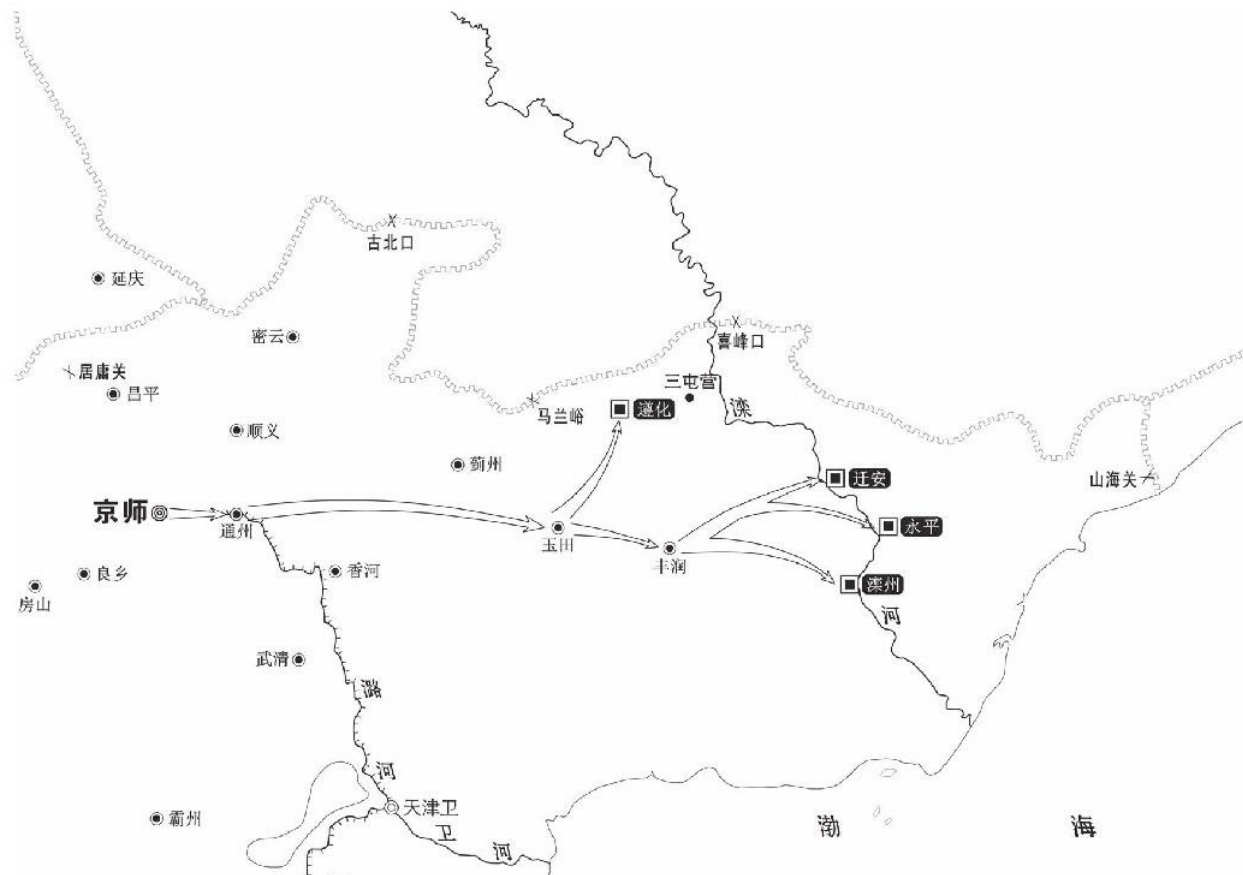 古北口
延庆
密云
喜峰口
居庸关
昌平
三屯营
马兰峪
遵化
滦
顺义
蓟州
迁安
山海关
京师
通州
玉田
永平
丰润
良乡
香河
房山
滦州
河
武清
潞
河
天津卫
霸州
卫
河
渤
海